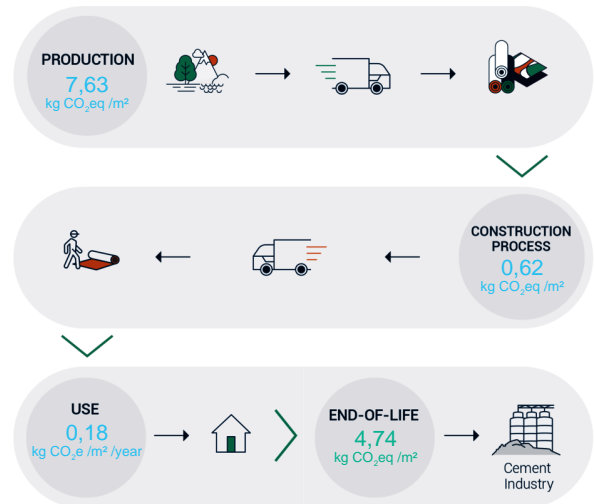 PRODUCTION
7,63
kg CO₂eq /m²
CONSTRUCTION
PROCESS
0,62
kg CO₂eq /m²
USE
0,18
kg CO₂e /m² /year
END-OF-LIFE
4,74
kg CO₂eq /m²
Cement
Industry